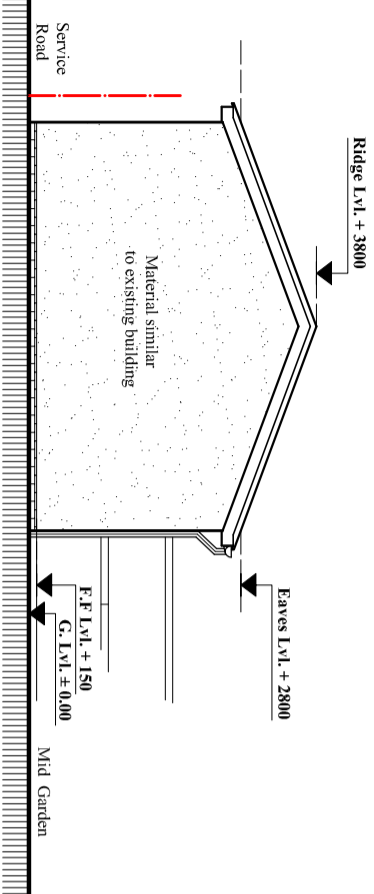 Ridge Lvl. + 3800
Eaves Lvl. + 2800
Material similar
to existing building
F.F Lvl. + 150
G. Lvl. ± 0.00
Service
Road
Mid Garden